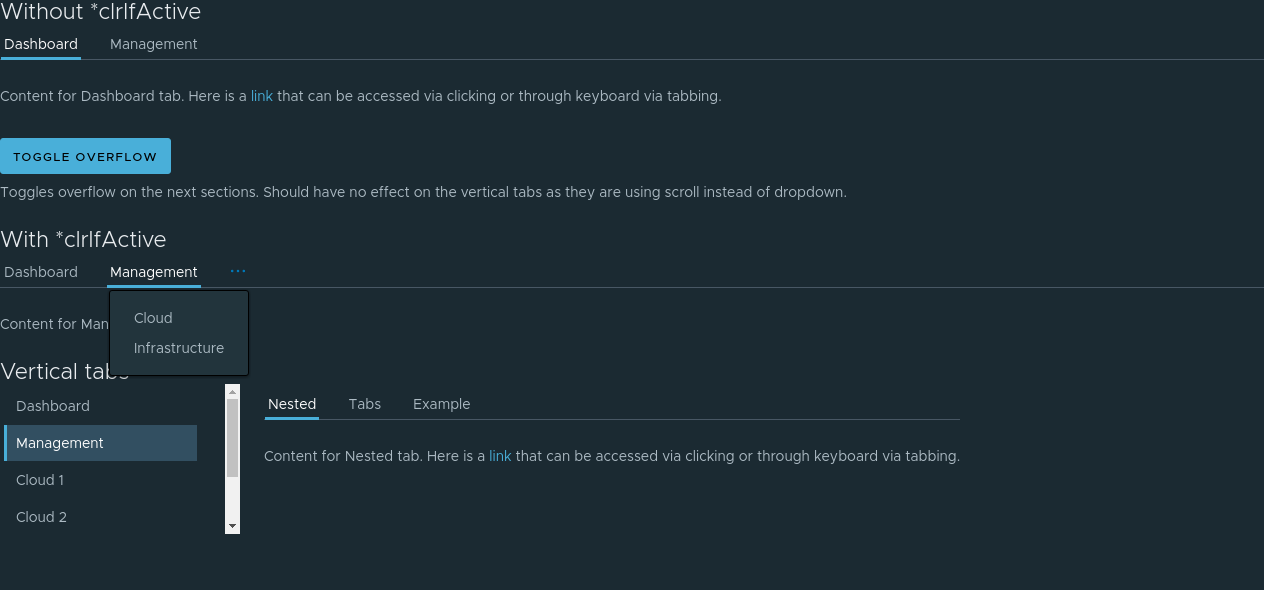 Without *clrIfActive
Dashboard Management
Content for Dashboard tab. Here is a link that can be accessed via clicking or through keyboard via tabbing.
TOGGLE OVERFLOW
Toggles overflow on the next sections. Should have no effect on the vertical tabs as they are using scroll instead of dropdown.
With *clrIfActive
Dashboard Management ...
Cloud
Content for Man
Infrastructure
Vertical tabs
Dashboard
Management
Cloud 1
Cloud 2
Nested Tabs Example
Content for Nested tab. Here is a link that can be accessed via clicking or through keyboard via tabbing.